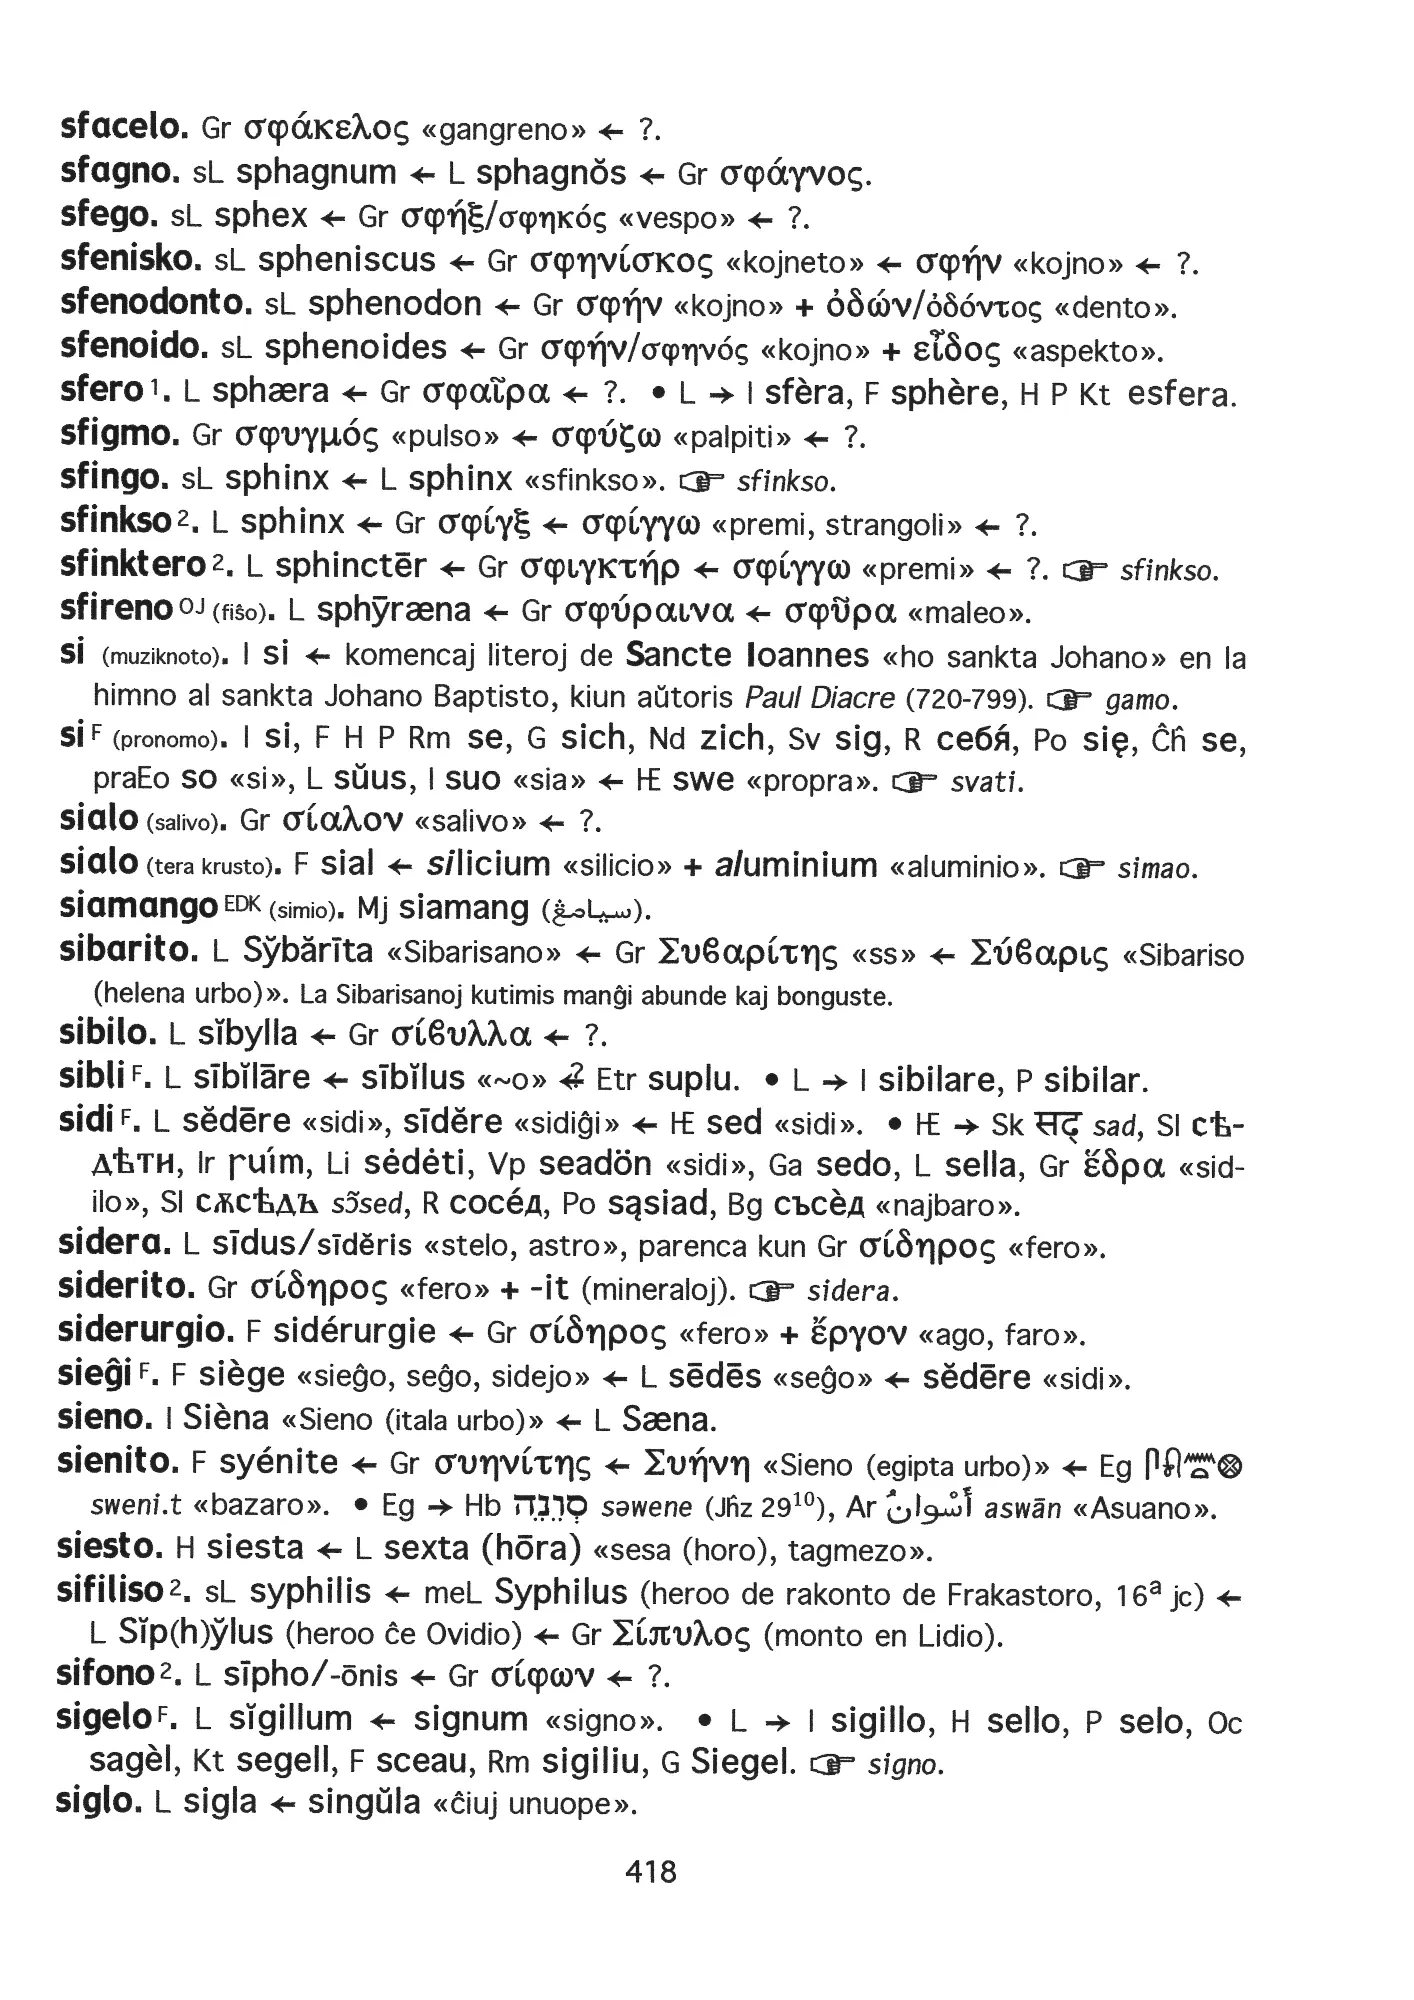 sfacelo. Gr σφάκελος «gangreno» ← ?.
sfagno. sL sphagnum ← L sphagnŏs ← Gr σφάγνος.
sfego. sL sphex ← Gr σφήξ/σφηκός «vespo» ← ?.
sfenisko. sL spheniscus ← Gr σφηνίσκος «kojneto» ← σφήν «kojno» ← ?.
sfenodonto. sL sphenodon ← Gr σφήν «kojno» + ὀδών/ὀδόντος «dento».
sfenoido. sL sphenoides ← Gr σφήν/σφηνός «kojno» + εἶδος «aspekto».
sfero¹. L sphæra ← Gr σφαῖρα ← ?. • L → I sfèra, F sphère, H P Kt esfera.
sfigmo. Gr σφυγμός «pulso» ← σφύζω «palpiti» ← ?.
sfingo. sL sphinx ← L sphinx «sfinkso». ☞ sfinkso.
sfinkso 2. L sphinx ← Gr σφίγξ ← σφίγγω «premi, strangoli» ← ?.
sfinktero 2. L sphinctēr ← Gr σφιγκτήρ ← σφίγγω «premi» ← ?. ☞ sfinkso.
sfireno OJ (fiŝo). L sphȳræna ← Gr σφύραινα ← σφῦρα «maleo».
si (muziknoto). I si ← komencaj literoj de Sancte Ioannes «ho sankta Johano» en la
himno al sankta Johano Baptisto, kiun aŭtoris Paul Diacre (720-799). ☞ gamo.
si F (pronomo). I si, F H P Rm se, G sich, Nd zich, Sv sig, R себя́, Po się, Ĉĥ se,
praEo so «si», L sŭus, I suo «sia» ← IE swe «propra». ☞ svati.
sialo (salivo). Gr σίαλον «salivo» ← ?.
sialo (tera krusto). F sial ← silicium «silicio» + aluminium «aluminio». ☞ simao.
siamango EDK (simio). Mj siamang (سيامڠ).
sibarito. L Sy̆bărīta «Sibarisano» ← Gr Συϐαρίτης «ss» ← Σύϐαρις «Sibariso
(helena urbo)». La Sibarisanoj kutimis manĝi abunde kaj bonguste.
sibilo. L sĭbylla ← Gr σίϐυλλα ← ?.
sibli F. L sībĭlāre ← sībĭlus «~o» ←? Etr suplu. • L → I sibilare, P sibilar.
sidi F. L sĕdēre «sidi», sīdĕre «sidiĝi» ← IE sed «sidi». • IE → Sk सद् sad, Sl сѣ-
дѣти, Ir ꞅuím, Li sėdėti, Vp seadön «sidi», Ga sedo, L sella, Gr ἕδρα «sid-
ilo», Sl сѫсѣдъ sɔ̃sed, R сосе́д, Po sąsiad, Bg съсѐд «najbaro».
sidera. L sīdus/sīdĕris «stelo, astro», parenca kun Gr σίδηρος «fero».
siderito. Gr σίδηρος «fero» + -it (mineraloj). ☞ sidera.
siderurgio. F sidérurgie ← Gr σίδηρος «fero» + ἔργον «ago, faro».
sieĝi F. F siège «sieĝo, seĝo, sidejo» ← L sēdēs «seĝo» ← sĕdēre «sidi».
sieno. I Sièna «Sieno (itala urbo)» ← L Sæna.
sienito. F syénite ← Gr συηνίτης ← Συήνη «Sieno (egipta urbo)» ← Eg
sweni.t «bazaro». • Eg → Hb סְוֵנֵה səwene (Jĥz 29¹⁰), Ar أَسْوانُ aswān «Asuano».
siesto. H siesta ← L sexta (hōra) «sesa (horo), tagmezo».
sifiliso 2. sL syphilis ← meL Syphilus (heroo de rakonto de Frakastoro, 16ª jc) ←
L Sĭp(h)y̆lus (heroo ĉe Ovidio) ← Gr Σίπυλος (monto en Lidio).
sifono 2. L sīpho/-ōnis ← Gr σίφων ← ?.
sigelo F. L sĭgillum ← signum «signo». • L → I sigillo, H sello, P selo, Oc
sagèl, Kt segell, F sceau, Rm sigiliu, G Siegel. ☞ signo.
siglo. L sigla ← singŭla «ĉiuj unuope».
418